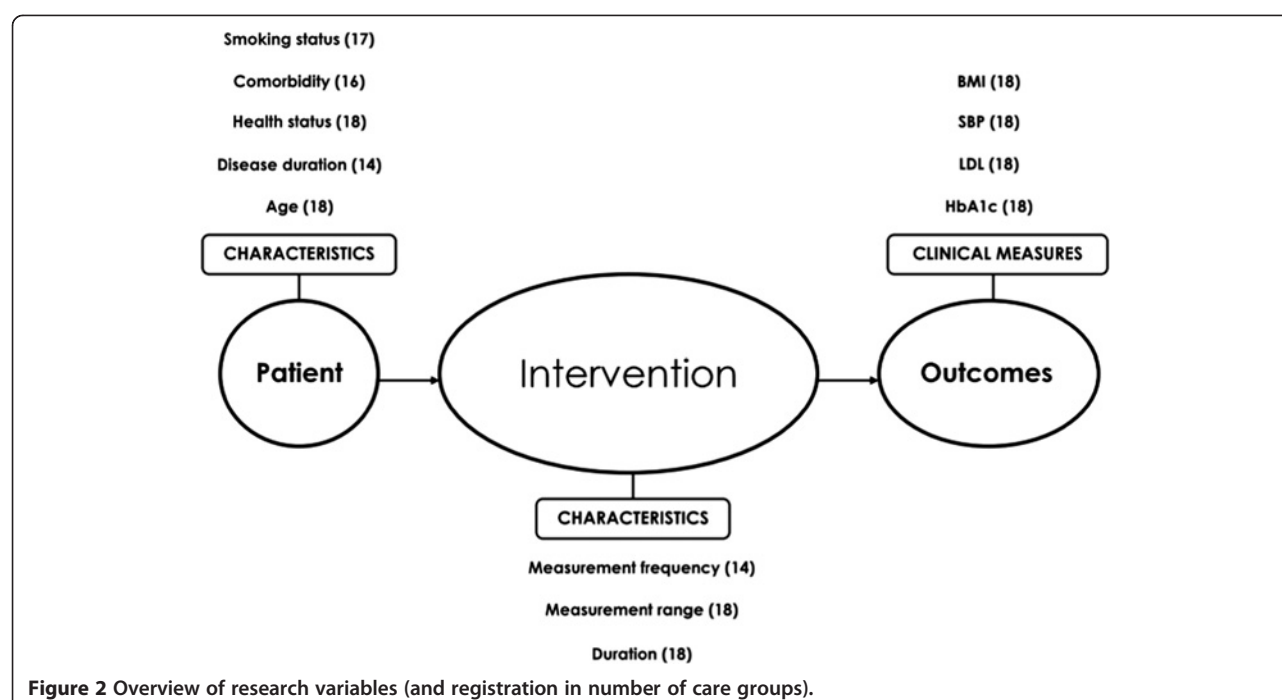 Smoking status (17)
Comorbidity (16)
Health status (18)
Disease duration (14)
Age (18)
CHARACTERISTICS
Patient
Intervention
CHARACTERISTICS
Measurement frequency (14)
Measurement range (18)
Duration (18)
BMI (18)
SBP (18)
LDL (18)
HbA1c (18)
CLINICAL MEASURES
Outcomes
Figure 2 Overview of research variables (and registration in number of care groups).